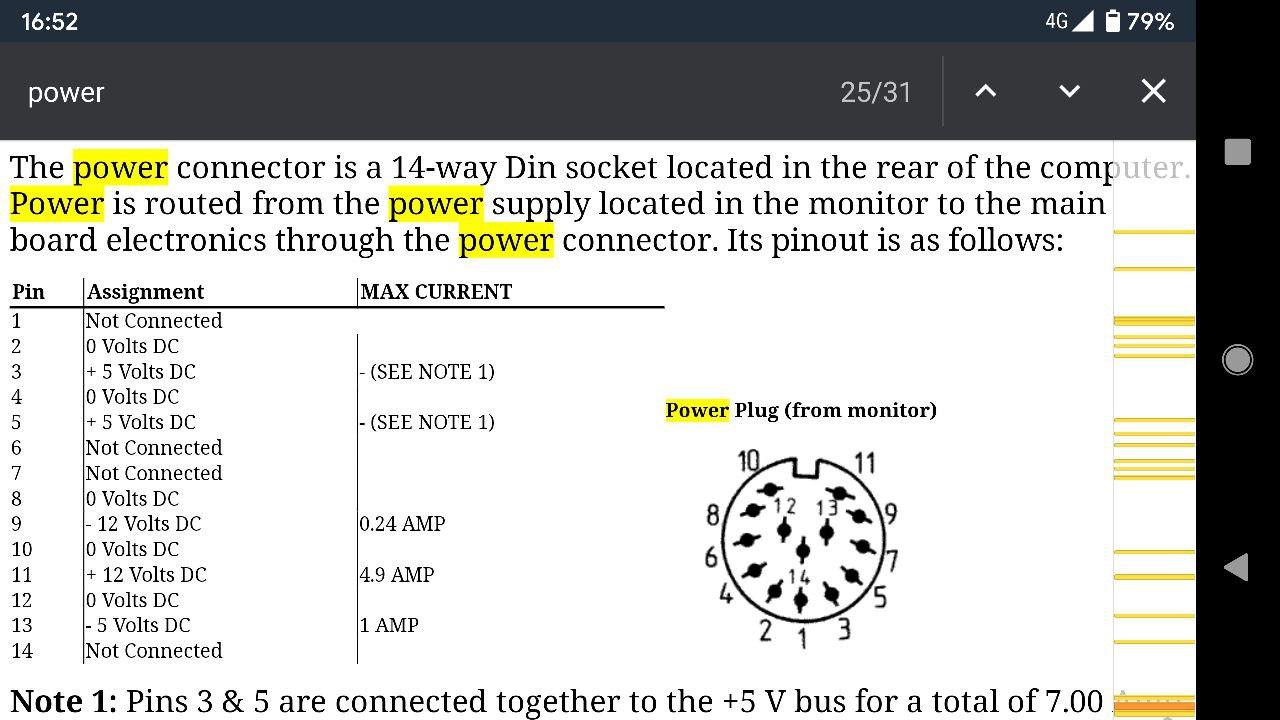 16:52
4G 79%
power 25/31
The power connector is a 14-way Din socket located in the rear of the computer.
Power is routed from the power supply located in the monitor to the main
board electronics through the power connector. Its pinout is as follows:
Pin Assignment MAX CURRENT
1 Not Connected
2 0 Volts DC
3 + 5 Volts DC - (SEE NOTE 1)
4 0 Volts DC
5 + 5 Volts DC - (SEE NOTE 1)
6 Not Connected
7 Not Connected
8 0 Volts DC
9 - 12 Volts DC 0.24 AMP
10 0 Volts DC
11 + 12 Volts DC 4.9 AMP
12 0 Volts DC
13 - 5 Volts DC 1 AMP
14 Not Connected
Power Plug (from monitor)
10 11
12 13
8 9
6 7
14
4 5
2 1 3
Note 1: Pins 3 & 5 are connected together to the +5 V bus for a total of 7.00